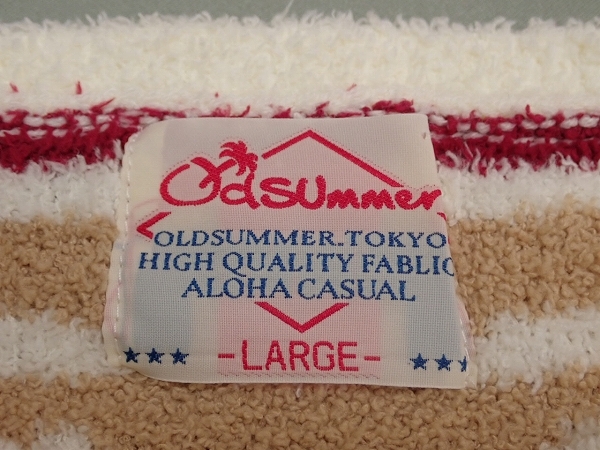 Oldsummer
OLDSUMMER.TOKYO
HIGH QUALITY FABLIC
ALOHA CASUAL
-LARGE-